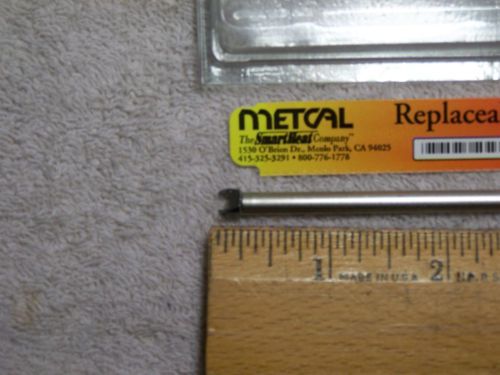 METCAL
The SmartHeat Company™
1530 O'Brien Dr., Menlo Park, CA 94025
415-325-3291 • 800-776-1778
Replacea
1 MADE IN U.S.A. 2 U.S.